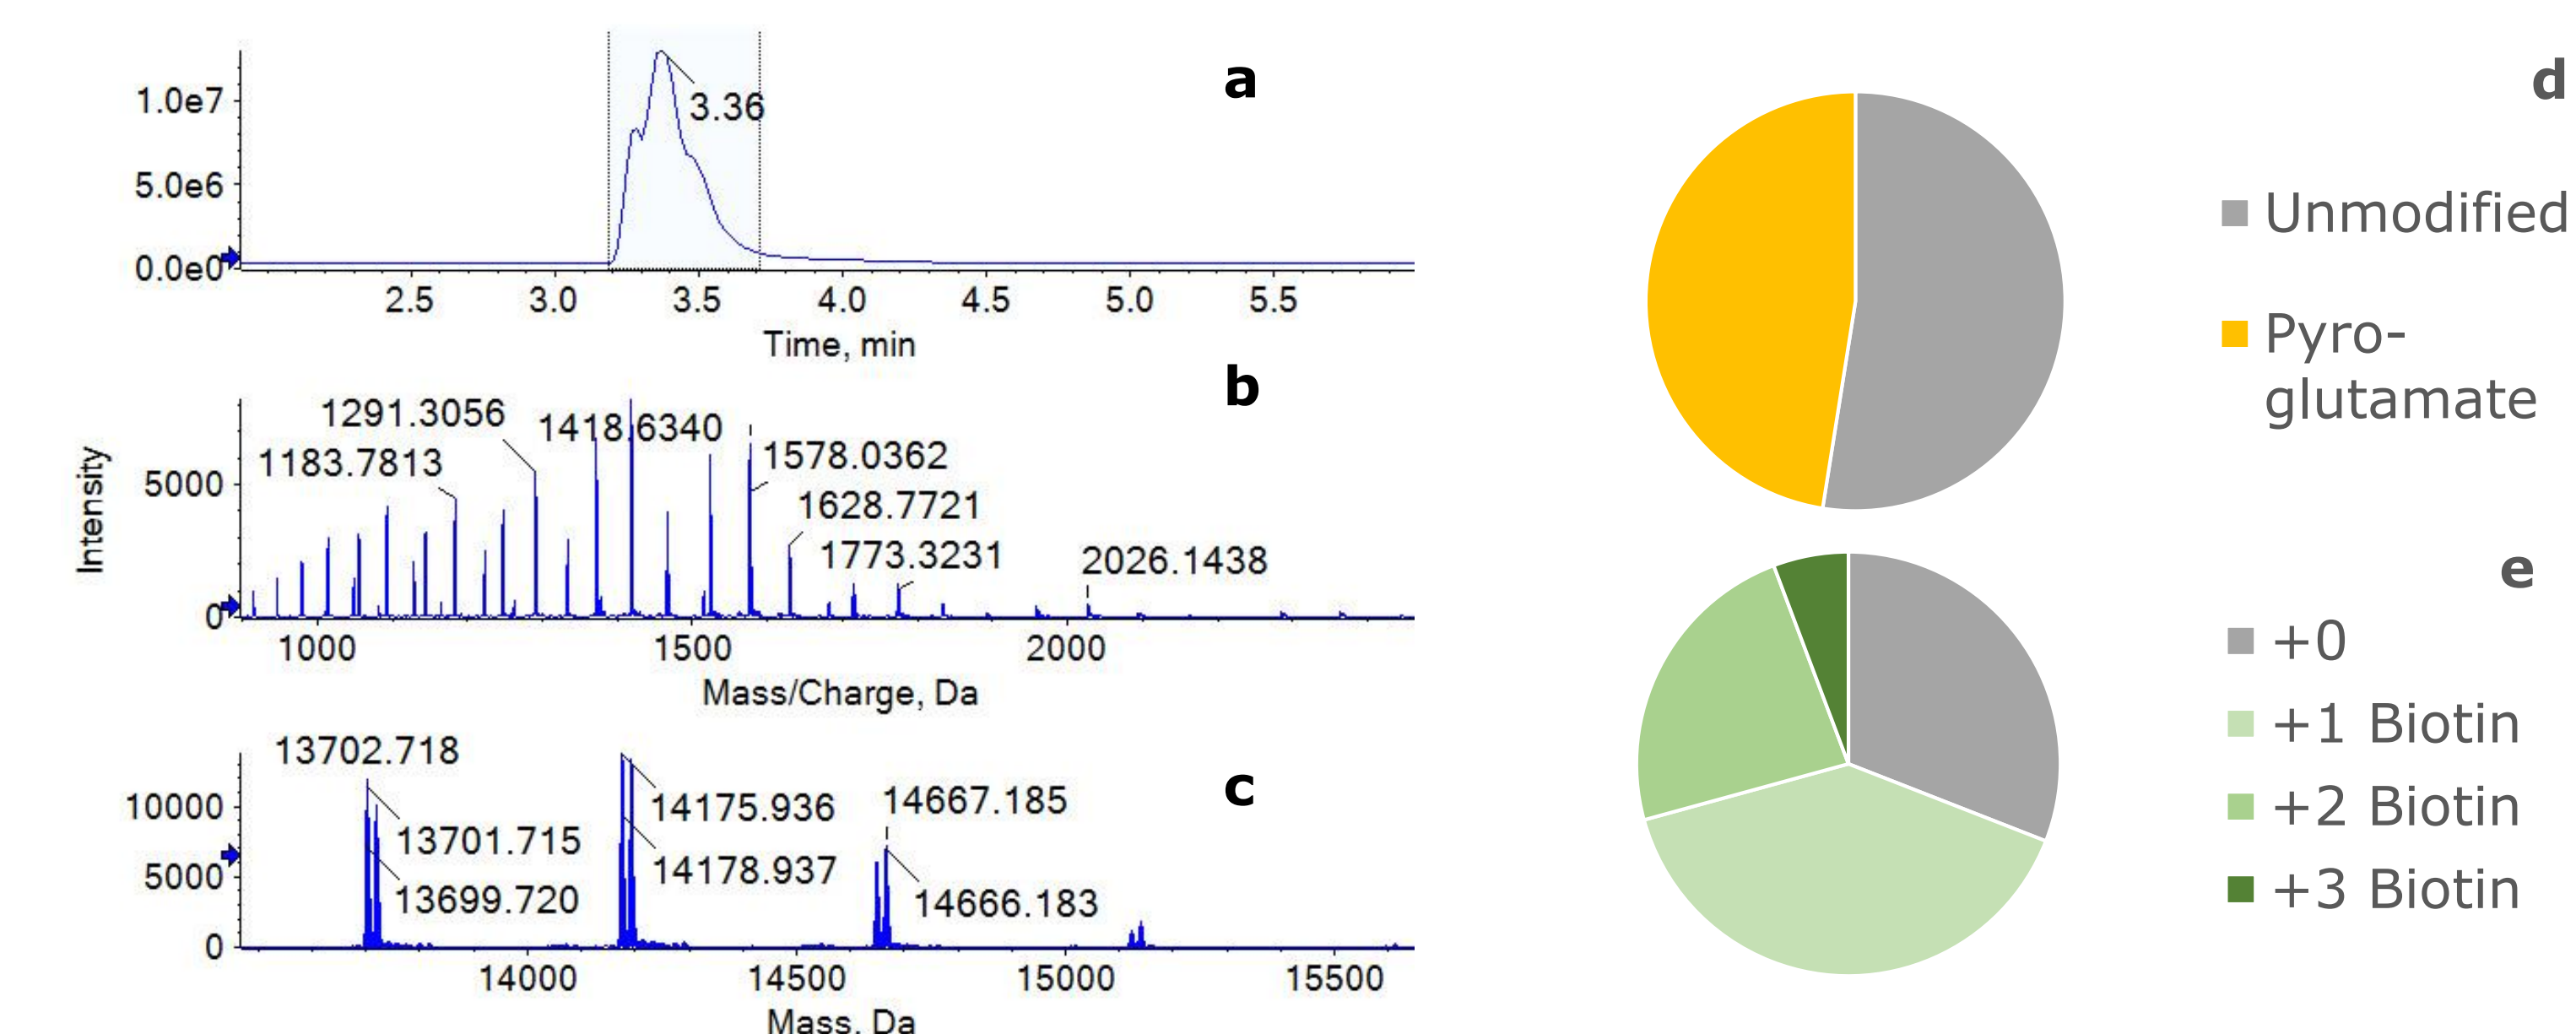 a
1.0e7
5.0e6
0.0e0
3.36
2.5 3.0 3.5 4.0 4.5 5.0 5.5
Time, min
b
Intensity
5000
0
1183.7813
1291.3056
1418.6340
1578.0362
1628.7721
1773.3231
2026.1438
1000 1500 2000
Mass/Charge, Da
c
10000
5000
0
13702.718
13701.715
13699.720
14175.936
14178.937
14667.185
14666.183
14000 14500 15000 15500
Mass, Da
d
Unmodified
Pyro-
glutamate
e
+0
+1 Biotin
+2 Biotin
+3 Biotin